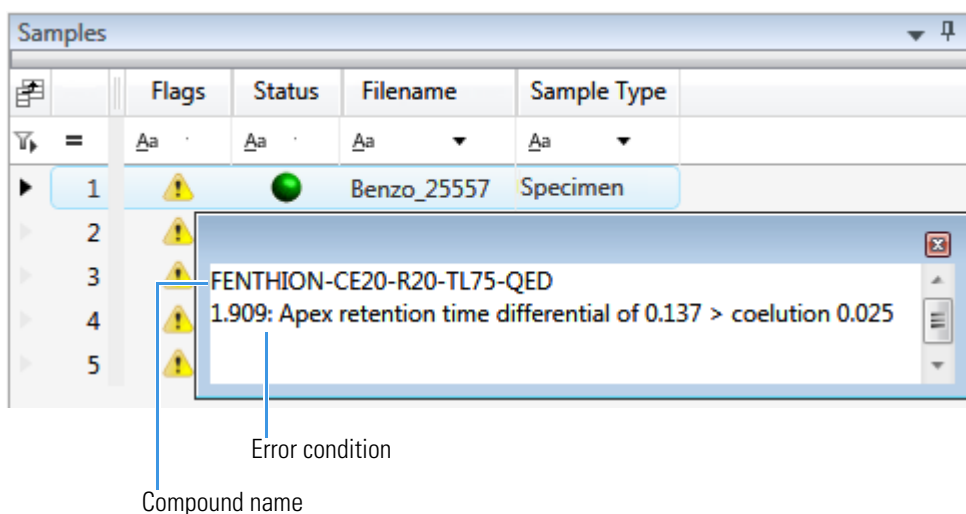 Samples
Flags Status Filename Sample Type
= Aa Aa Aa Aa
1 Benzo_25557 Specimen
2
3
4
5
FENTHION-CE20-R20-TL75-QED
1.909: Apex retention time differential of 0.137 > coelution 0.025
Error condition
Compound name